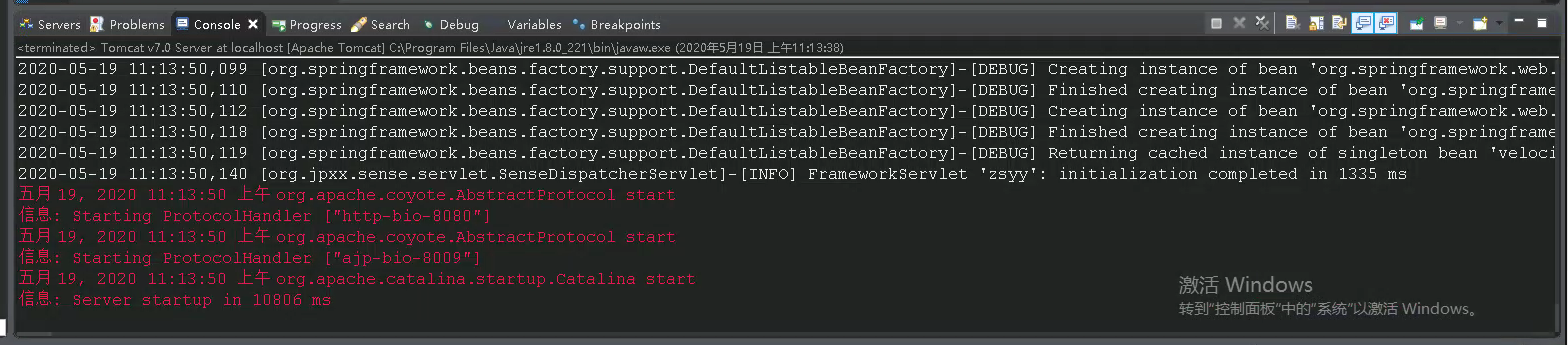 Servers Problems Console Progress Search Debug Variables Breakpoints
<terminated> Tomcat v7.0 Server at localhost [Apache Tomcat] C:\Program Files\Java\jre1.8.0_221\bin\javaw.exe (2020年5月19日 上午11:13:38)
2020-05-19 11:13:50,099 [org.springframework.beans.factory.support.DefaultListableBeanFactory]-[DEBUG] Creating instance of bean 'org.springframework.web.
2020-05-19 11:13:50,110 [org.springframework.beans.factory.support.DefaultListableBeanFactory]-[DEBUG] Finished creating instance of bean 'org.springframe
2020-05-19 11:13:50,112 [org.springframework.beans.factory.support.DefaultListableBeanFactory]-[DEBUG] Creating instance of bean 'org.springframework.web.
2020-05-19 11:13:50,118 [org.springframework.beans.factory.support.DefaultListableBeanFactory]-[DEBUG] Finished creating instance of bean 'org.springframe
2020-05-19 11:13:50,119 [org.springframework.beans.factory.support.DefaultListableBeanFactory]-[DEBUG] Returning cached instance of singleton bean 'veloci
2020-05-19 11:13:50,140 [org.jpxx.sense.servlet.SenseDispatcherServlet]-[INFO] FrameworkServlet 'zsyy': initialization completed in 1335 ms
五月 19, 2020 11:13:50 上午 org.apache.coyote.AbstractProtocol start
信息: Starting ProtocolHandler ["http-bio-8080"]
五月 19, 2020 11:13:50 上午 org.apache.coyote.AbstractProtocol start
信息: Starting ProtocolHandler ["ajp-bio-8009"]
五月 19, 2020 11:13:50 上午 org.apache.catalina.startup.Catalina start
信息: Server startup in 10806 ms
激活 Windows
转到"控制面板"中的"系统"以激活 Windows。